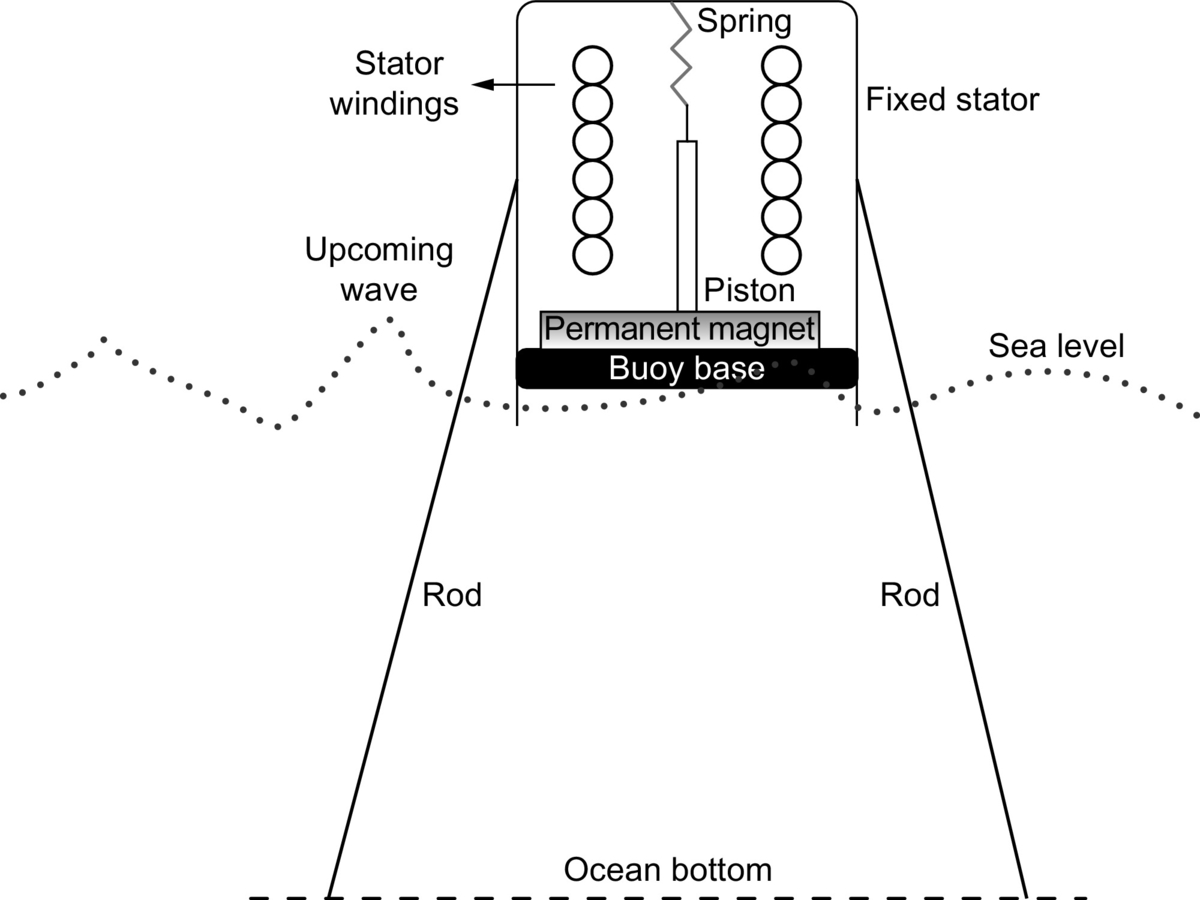 Spring
Stator
windings
Fixed stator
Upcoming
wave
Piston
Permanent magnet
Sea level
Buoy base
Rod
Rod
Ocean bottom